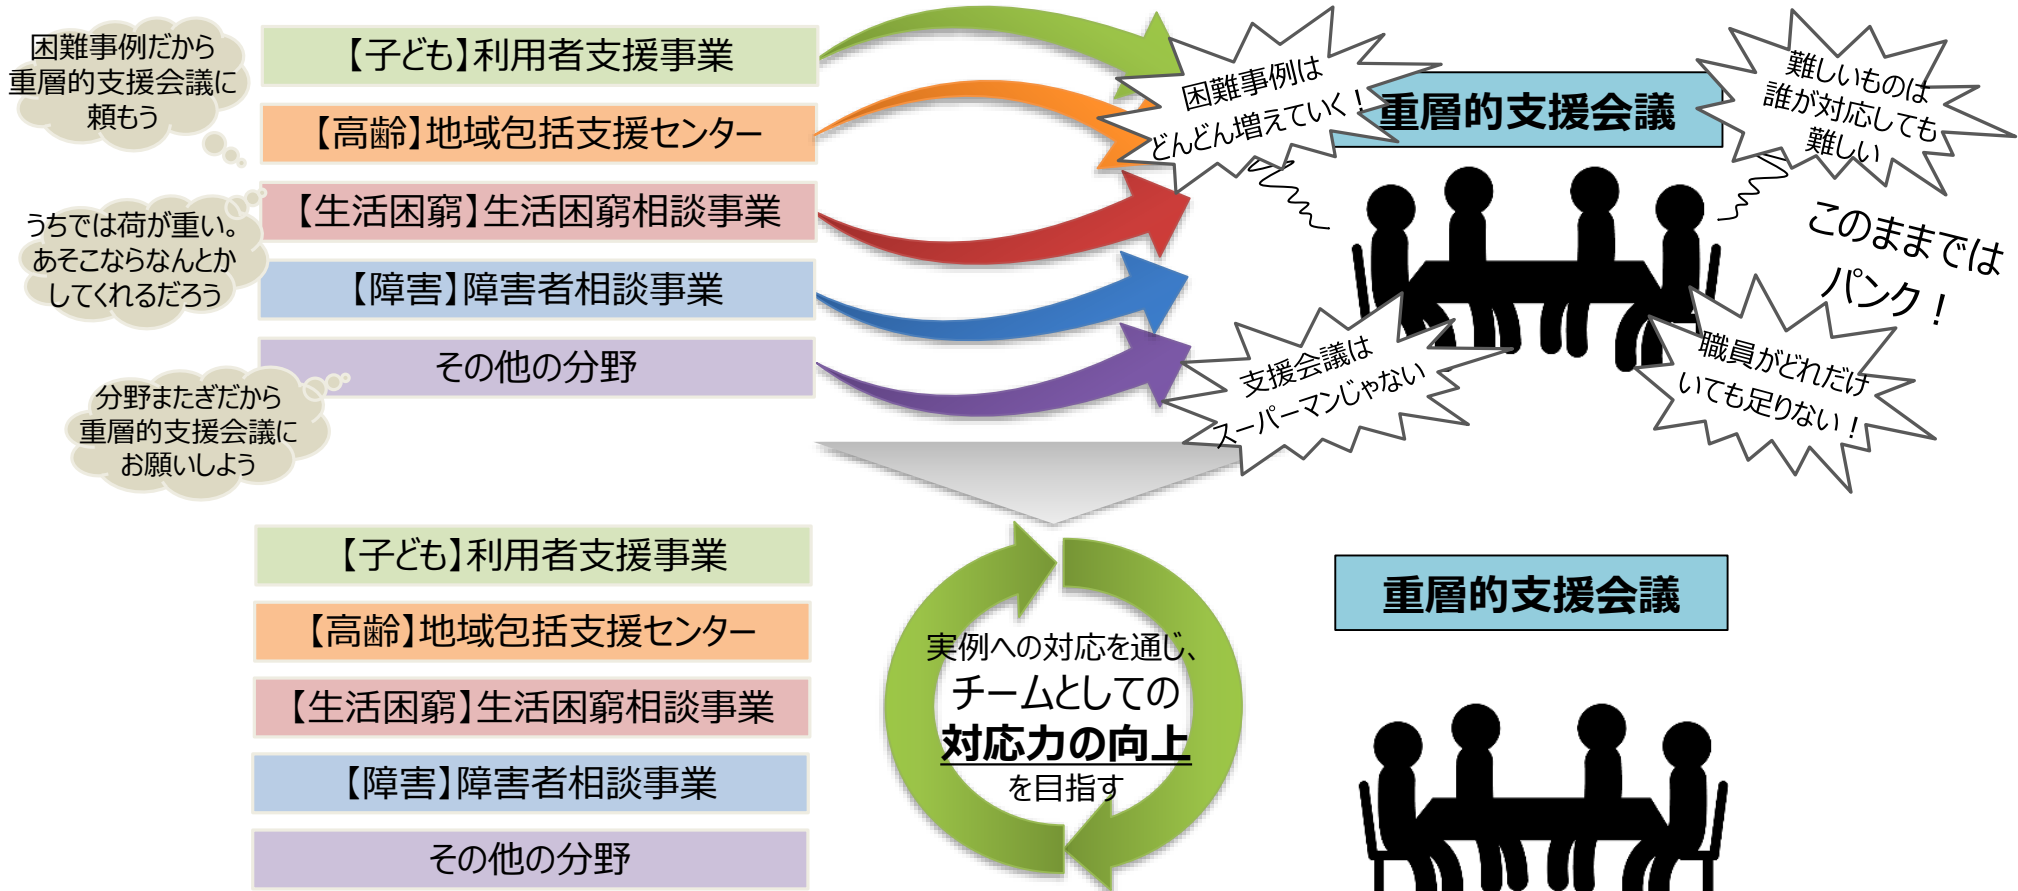 困難事例だから
重層的支援会議に
頼もう
うちでは荷が重い。
あそこならなんとか
してくれるだろう
分野またぎだから
重層的支援会議に
お願いしよう
【子ども】利用者支援事業
【高齢】地域包括支援センター
【生活困窮】生活困窮相談事業
【障害】障害者相談事業
その他の分野
困難事例は
どんどん増えていく！
重層的支援会議
難しいものは
誰が対応しても
難しい
このままでは
パンク！
支援会議は
スーパーマンじゃない
職員がどれだけ
いても足りない！
【子ども】利用者支援事業
【高齢】地域包括支援センター
【生活困窮】生活困窮相談事業
【障害】障害者相談事業
その他の分野
実例への対応を通じ、
チームとしての
対応力の向上
を目指す
重層的支援会議